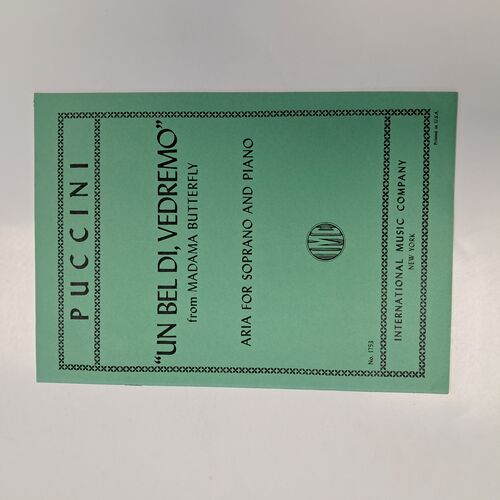 PUCCINI
"UN BEL DI, VEDREMO"
from MADAMA BUTTERFLY
ARIA FOR SOPRANO AND PIANO
IMC
No. 1753
INTERNATIONAL MUSIC COMPANY
NEW YORK
Printed in U.S.A.